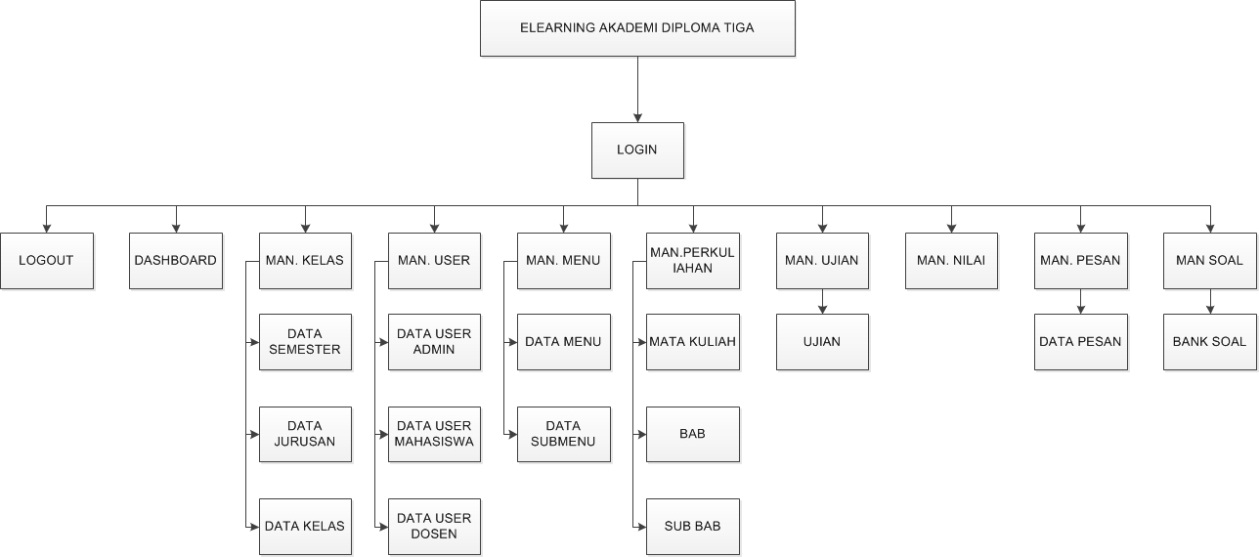 ELEARNING AKADEMI DIPLOMA TIGA
LOGIN
LOGOUT
DASHBOARD
MAN. KELAS
MAN. USER
MAN. MENU
MAN.PERKUL
IAHAN
MAN. UJIAN
MAN. NILAI
MAN. PESAN
MAN SOAL
DATA
SEMESTER
DATA USER
ADMIN
DATA MENU
MATA KULIAH
UJIAN
DATA PESAN
BANK SOAL
DATA
JURUSAN
DATA USER
MAHASISWA
DATA
SUBMENU
BAB
DATA KELAS
DATA USER
DOSEN
SUB BAB